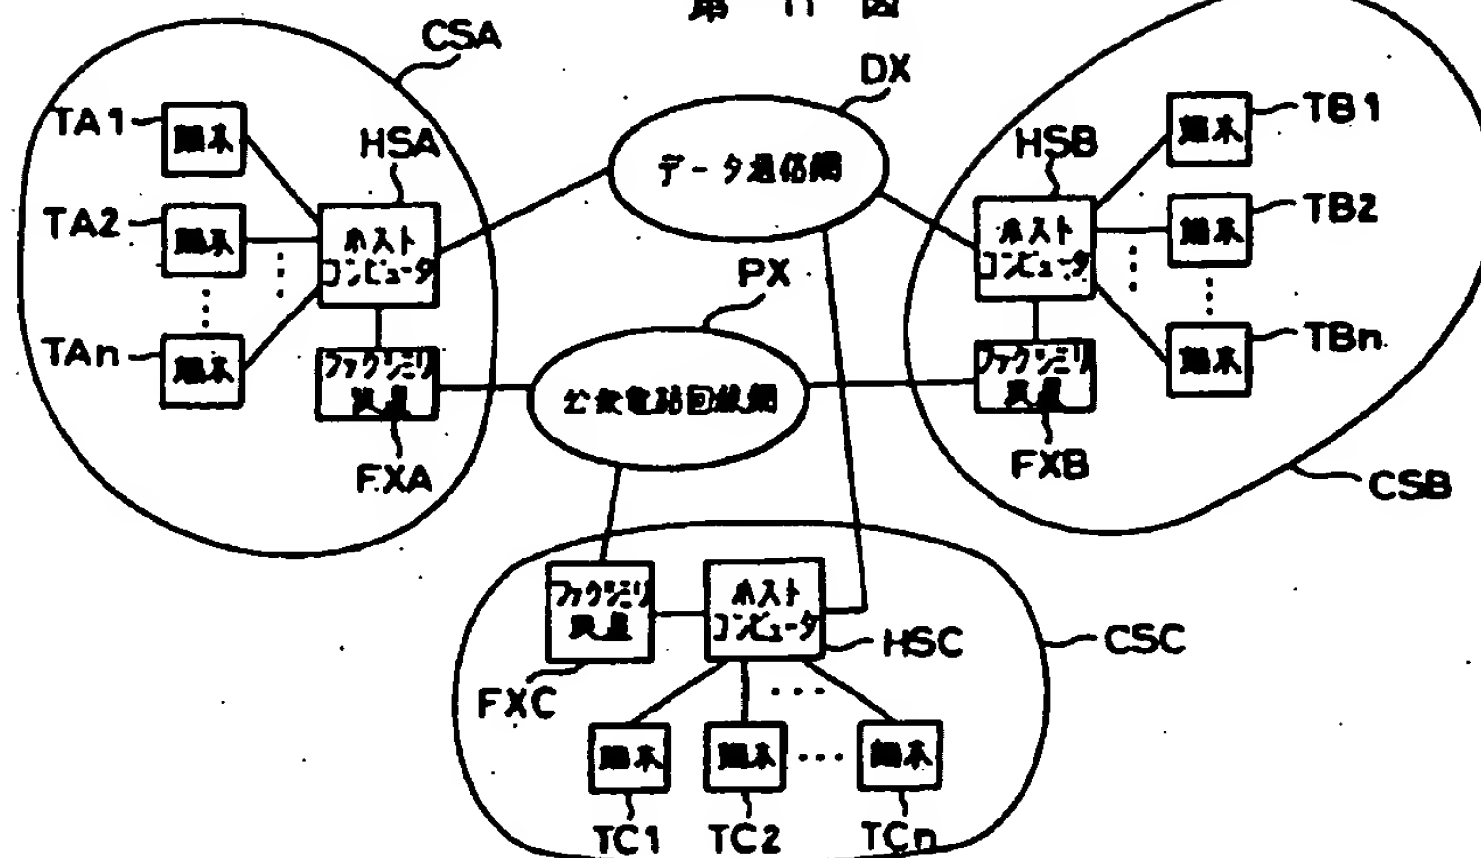 第 11 図
CSA
DX
TA1
端末
HSA
データ通信網
HSB
端末
TB1
TA2
端末
ホスト
コンピュータ
PX
ホスト
コンピュータ
端末
TB2
TAn
端末
ファクシミリ
装置
公衆電話回線網
ファクシミリ
装置
端末
TBn
FXA
FXB
CSB
ファクシミリ
装置
ホスト
コンピュータ
HSC
CSC
FXC
端末
端末
端末
TC1
TC2
TCn